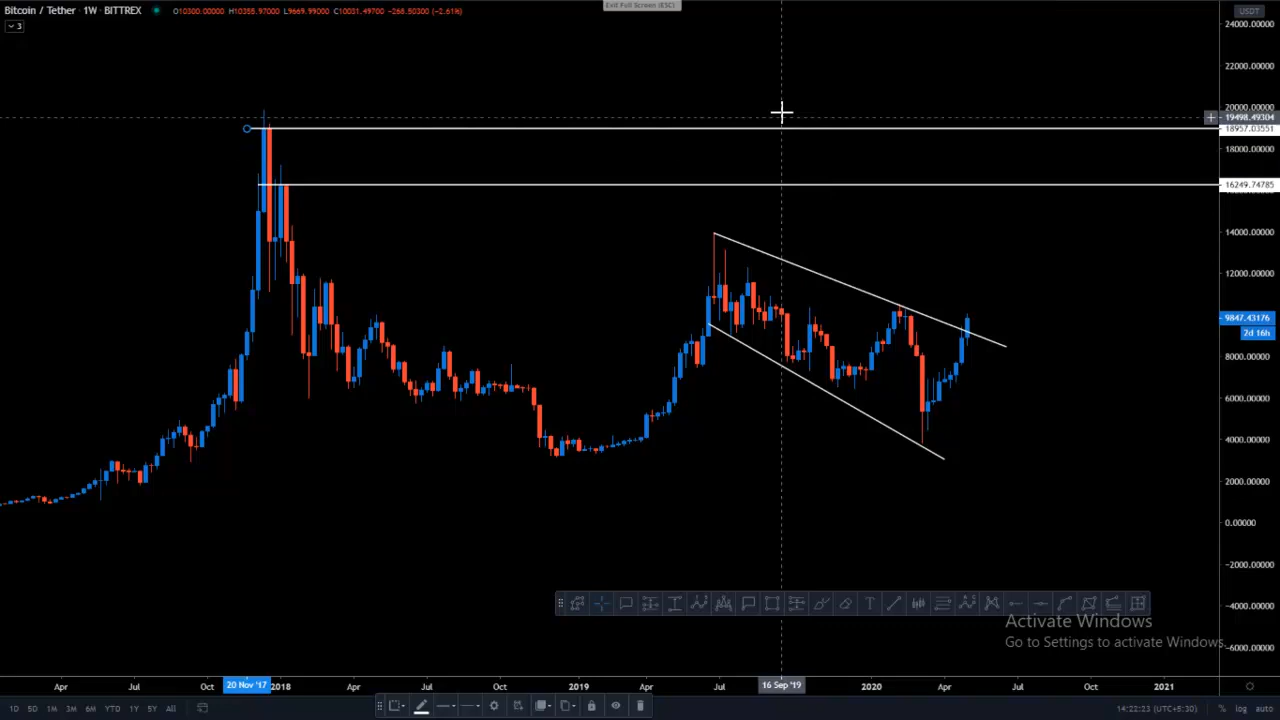 Bitcoin / Tether · 1W · BITTREX O10300.00000 H10355.97000 L9669.99000 C10031.49700 −268.50300 (−2.61%)
Exit Full Screen (ESC)
USDT
3
24000.00000
22000.00000
20000.00000
19498.49304
18957.03551
18000.00000
16249.74785
14000.00000
12000.00000
9847.43176
2d 16h
8000.00000
6000.00000
4000.00000
2000.00000
0.00000
−2000.00000
−4000.00000
−6000.00000
Activate Windows
Go to Settings to activate Windows.
Apr Jul Oct 20 Nov '17 2018 Apr Jul Oct 2019 Apr Jul 16 Sep '19 2020 Apr Jul Oct 2021
1D 5D 1M 3M 6M YTD 1Y 5Y All 14:22:23 (UTC+5:30) % log auto